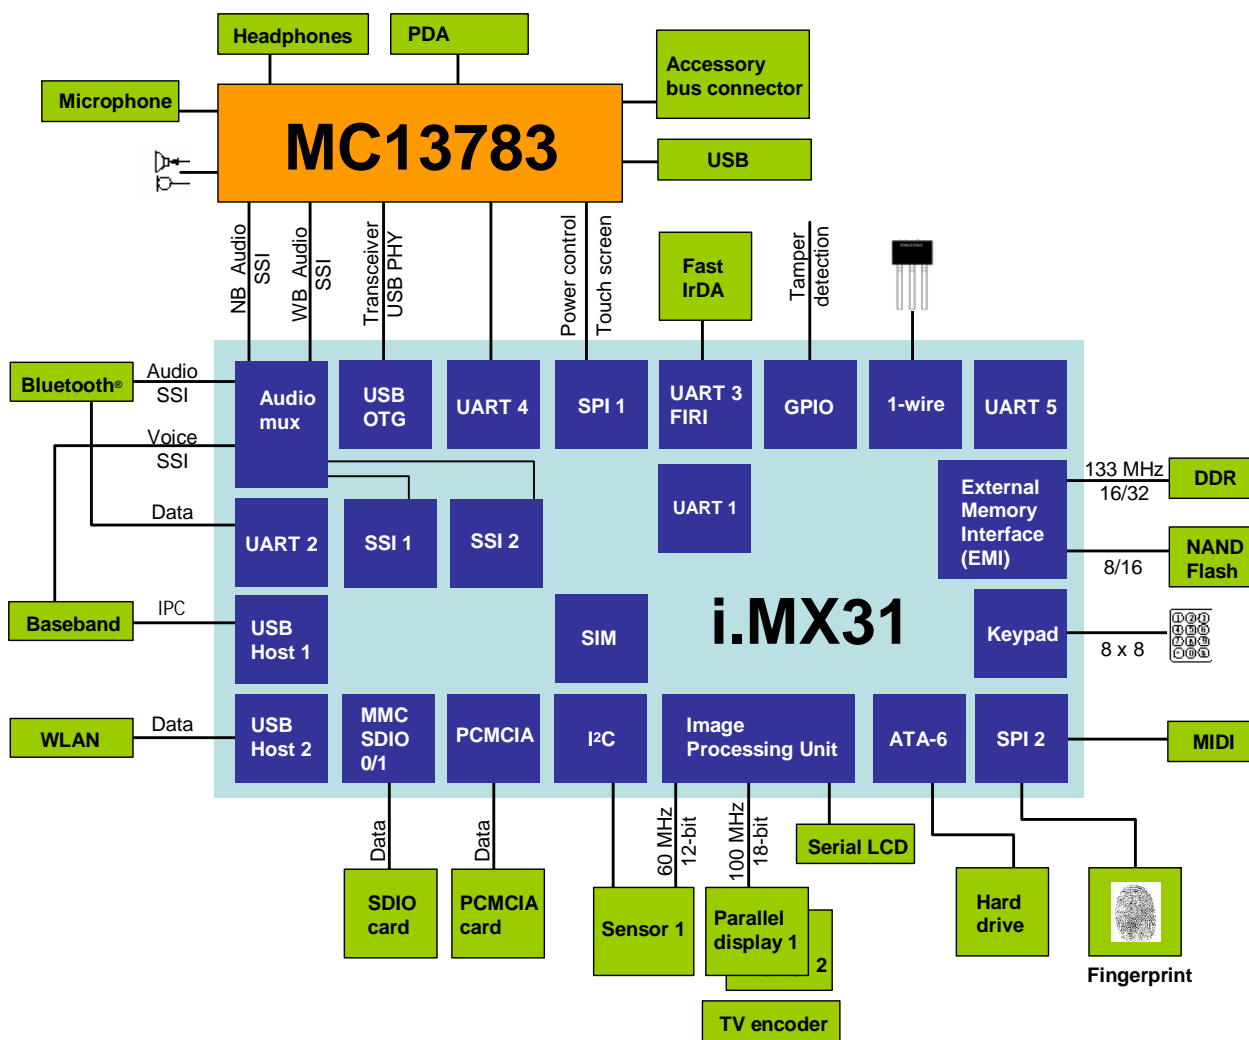 Headphones
PDA
Accessory
bus connector
Microphone
MC13783
USB
NB Audio
SSI
WB Audio
SSI
Transceiver
USB PHY
Power control
Touch screen
Fast
IrDA
Tamper
detection
Bluetooth®
Audio
SSI
Voice
SSI
Data
Audio
mux
USB
OTG
UART 4
SPI 1
UART 3
FIRI
GPIO
1-wire
UART 5
UART 1
External
Memory
Interface
(EMI)
133 MHz
16/32
DDR
8/16
NAND
Flash
UART 2
SSI 1
SSI 2
Baseband
IPC
USB
Host 1
SIM
i.MX31
Keypad
8 x 8
WLAN
Data
USB
Host 2
MMC
SDIO
0/1
PCMCIA
I²C
Image
Processing Unit
ATA-6
SPI 2
MIDI
Data
Data
60 MHz
12-bit
100 MHz
18-bit
Serial LCD
SDIO
card
PCMCIA
card
Sensor 1
Parallel
display 1
2
TV encoder
Hard
drive
Fingerprint